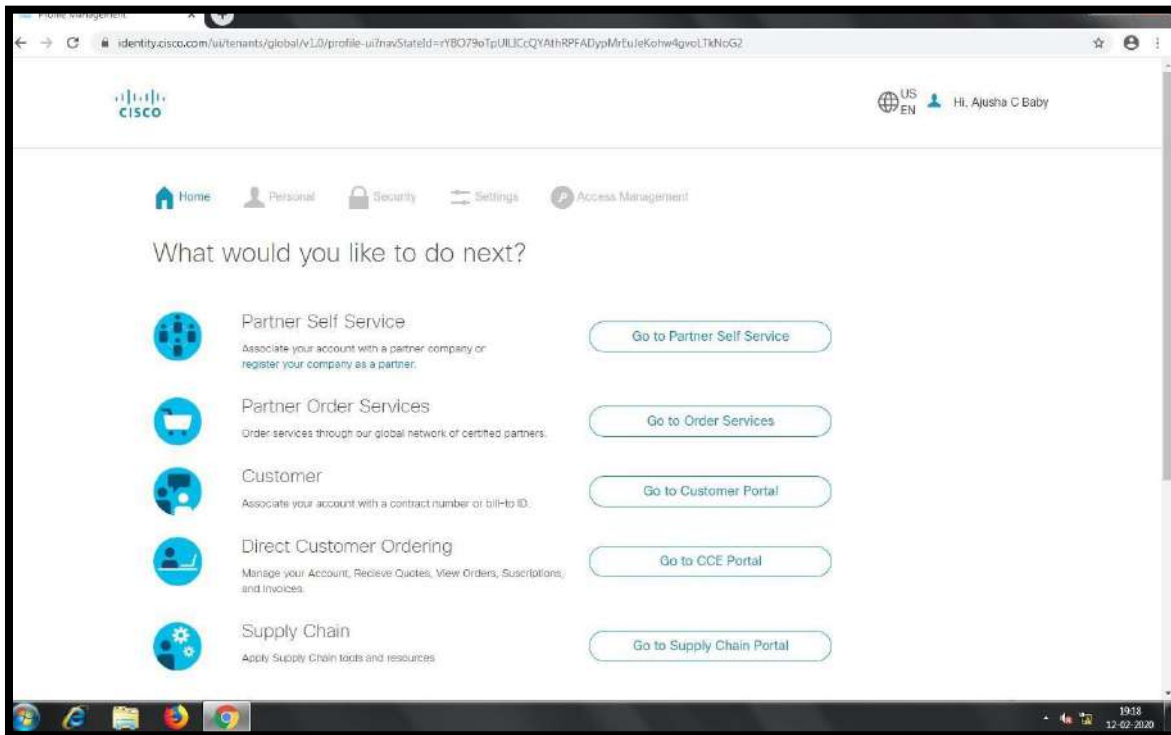 Profile Management
identity.cisco.com/ui/tenants/global/v1.0/profile-ui?navStateId=
CISCO
US
EN
Hi, Ajusha C Baby
Home
Personal
Security
Settings
Access Management
What would you like to do next?
Partner Self Service
Associate your account with a partner company or
register your company as a partner.
Go to Partner Self Service
Partner Order Services
Order services through our global network of certified partners.
Go to Order Services
Customer
Associate your account with a contract number or bill-to ID.
Go to Customer Portal
Direct Customer Ordering
Manage your Account, Recieve Quotes, View Orders, Suscriptions,
and Invoices.
Go to CCE Portal
Supply Chain
Apply Supply Chain tools and resources
Go to Supply Chain Portal
19:18
12-02-2020